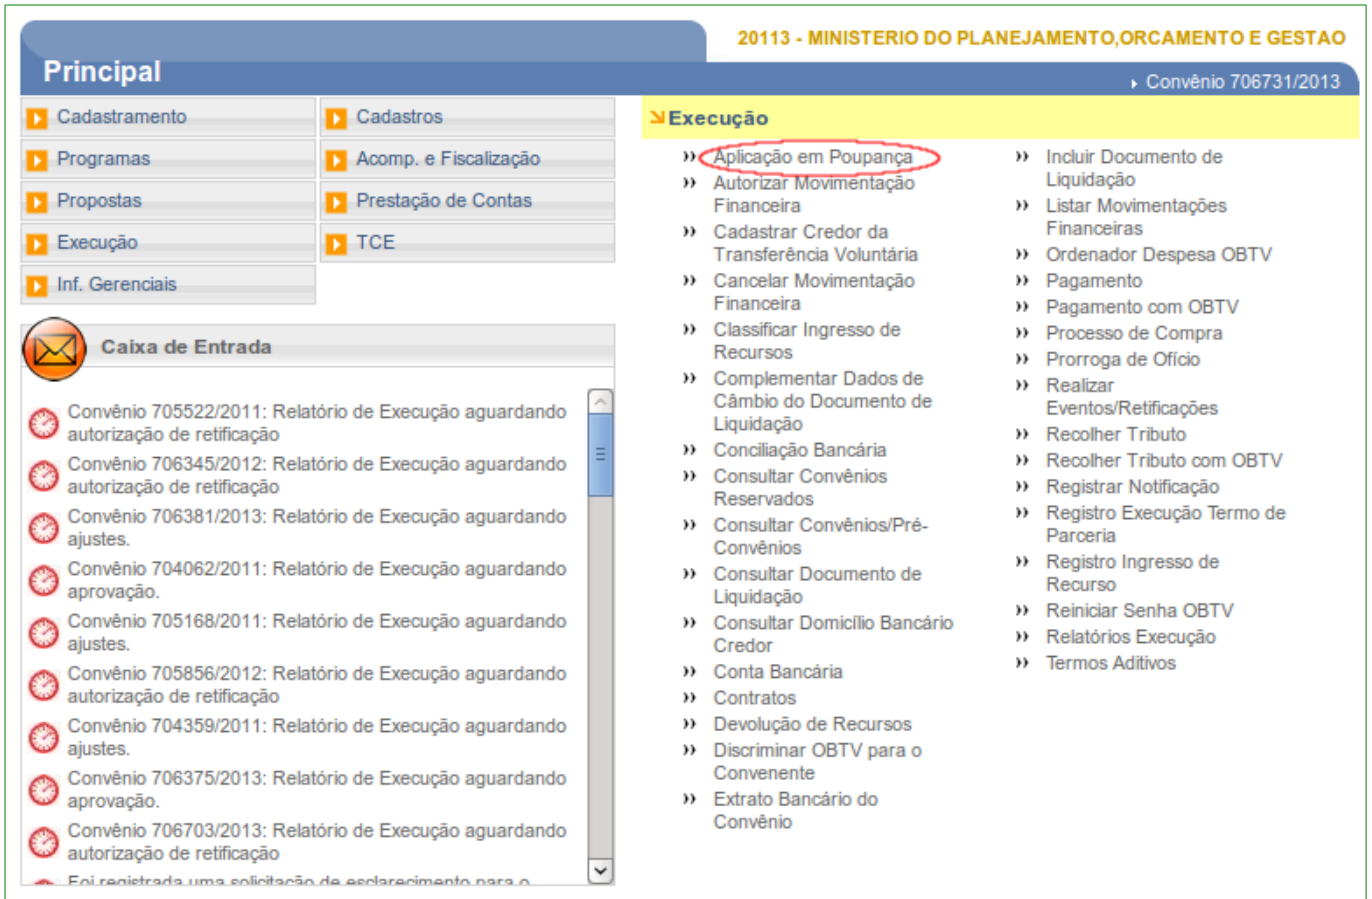 20113 - MINISTERIO DO PLANEJAMENTO,ORCAMENTO E GESTAO
Principal
Convênio 706731/2013
Cadastramento
Cadastros
Programas
Acomp. e Fiscalização
Propostas
Prestação de Contas
Execução
TCE
Inf. Gerenciais
Caixa de Entrada
Convênio 705522/2011: Relatório de Execução aguardando
autorização de retificação
Convênio 706345/2012: Relatório de Execução aguardando
autorização de retificação
Convênio 706381/2013: Relatório de Execução aguardando
ajustes.
Convênio 704062/2011: Relatório de Execução aguardando
aprovação.
Convênio 705168/2011: Relatório de Execução aguardando
ajustes.
Convênio 705856/2012: Relatório de Execução aguardando
autorização de retificação
Convênio 704359/2011: Relatório de Execução aguardando
ajustes.
Convênio 706375/2013: Relatório de Execução aguardando
aprovação.
Convênio 706703/2013: Relatório de Execução aguardando
autorização de retificação
Foi registrada uma solicitação de esclarecimento para o
Execução
Aplicação em Poupança
Autorizar Movimentação
Financeira
Cadastrar Credor da
Transferência Voluntária
Cancelar Movimentação
Financeira
Classificar Ingresso de
Recursos
Complementar Dados de
Câmbio do Documento de
Liquidação
Conciliação Bancária
Consultar Convênios
Reservados
Consultar Convênios/Pré-
Convênios
Consultar Documento de
Liquidação
Consultar Domicílio Bancário
Credor
Conta Bancária
Contratos
Devolução de Recursos
Discriminar OBTV para o
Convenente
Extrato Bancário do
Convênio
Incluir Documento de
Liquidação
Listar Movimentações
Financeiras
Ordenador Despesa OBTV
Pagamento
Pagamento com OBTV
Processo de Compra
Prorroga de Ofício
Realizar
Eventos/Retificações
Recolher Tributo
Recolher Tributo com OBTV
Registrar Notificação
Registro Execução Termo de
Parceria
Registro Ingresso de
Recurso
Reiniciar Senha OBTV
Relatórios Execução
Termos Aditivos